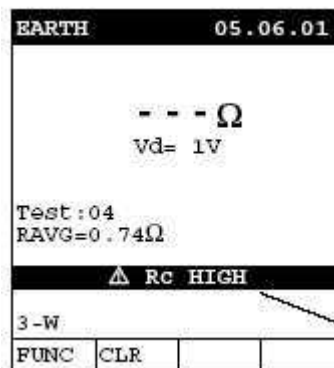 EARTH 05.06.01
- - - Ω
Vd= 1V
Test:04
RAVG=0.74Ω
⚠ Rc HIGH
3-W
FUNC CLR